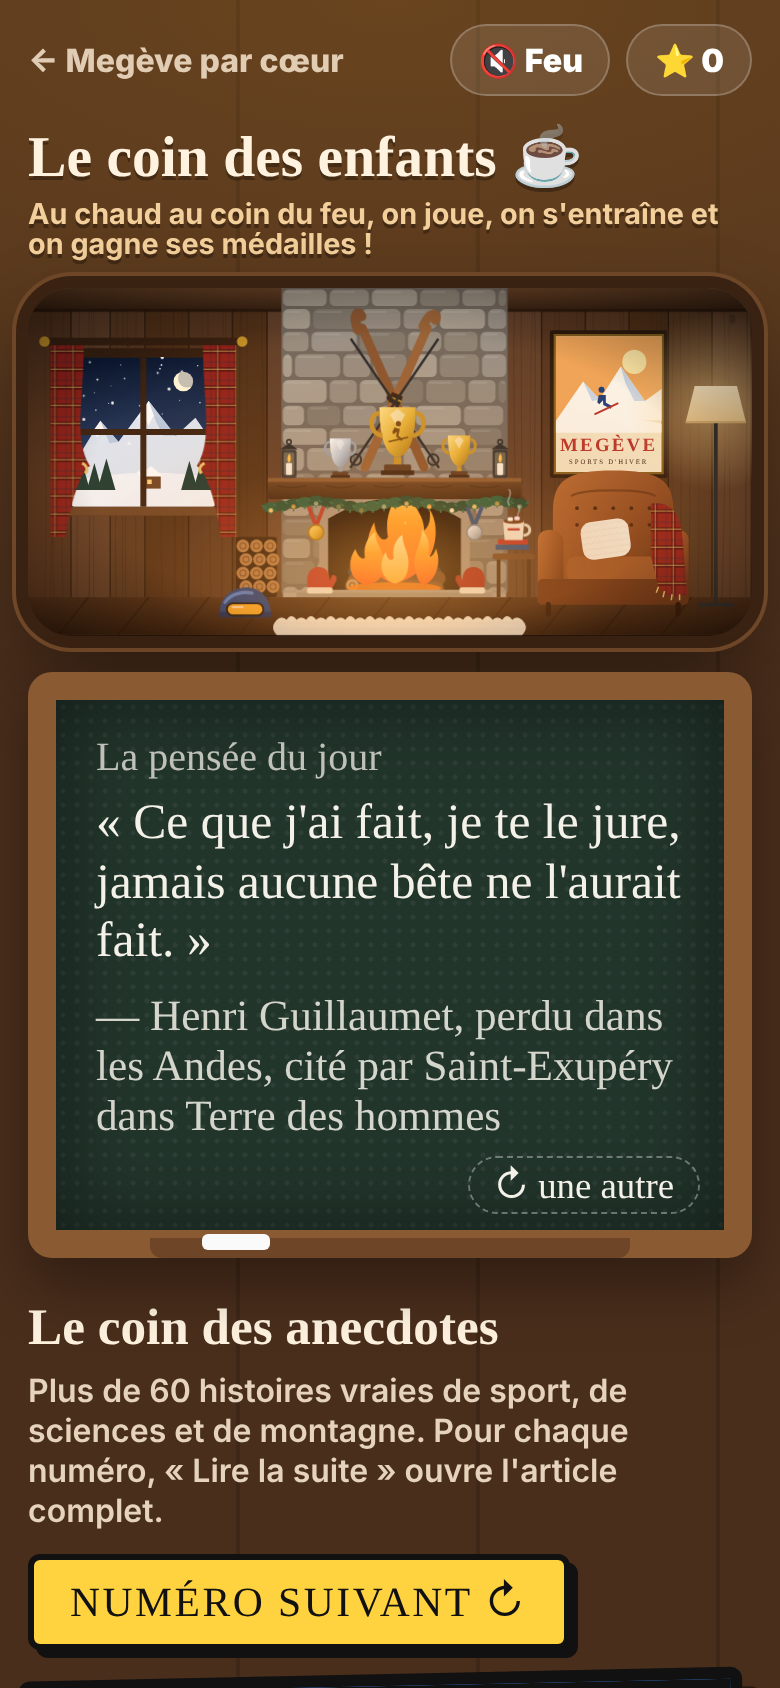 ← Megève par cœur
🔇 Feu
⭐ 0
Le coin des enfants ☕
Au chaud au coin du feu, on joue, on s'entraîne et
on gagne ses médailles !
MEGÈVE
SPORTS D'HIVER
La pensée du jour
« Ce que j'ai fait, je te le jure,
jamais aucune bête ne l'aurait
fait. »
— Henri Guillaumet, perdu dans
les Andes, cité par Saint-Exupéry
dans Terre des hommes
↻ une autre
Le coin des anecdotes
Plus de 60 histoires vraies de sport, de
sciences et de montagne. Pour chaque
numéro, « Lire la suite » ouvre l'article
complet.
NUMÉRO SUIVANT ↻